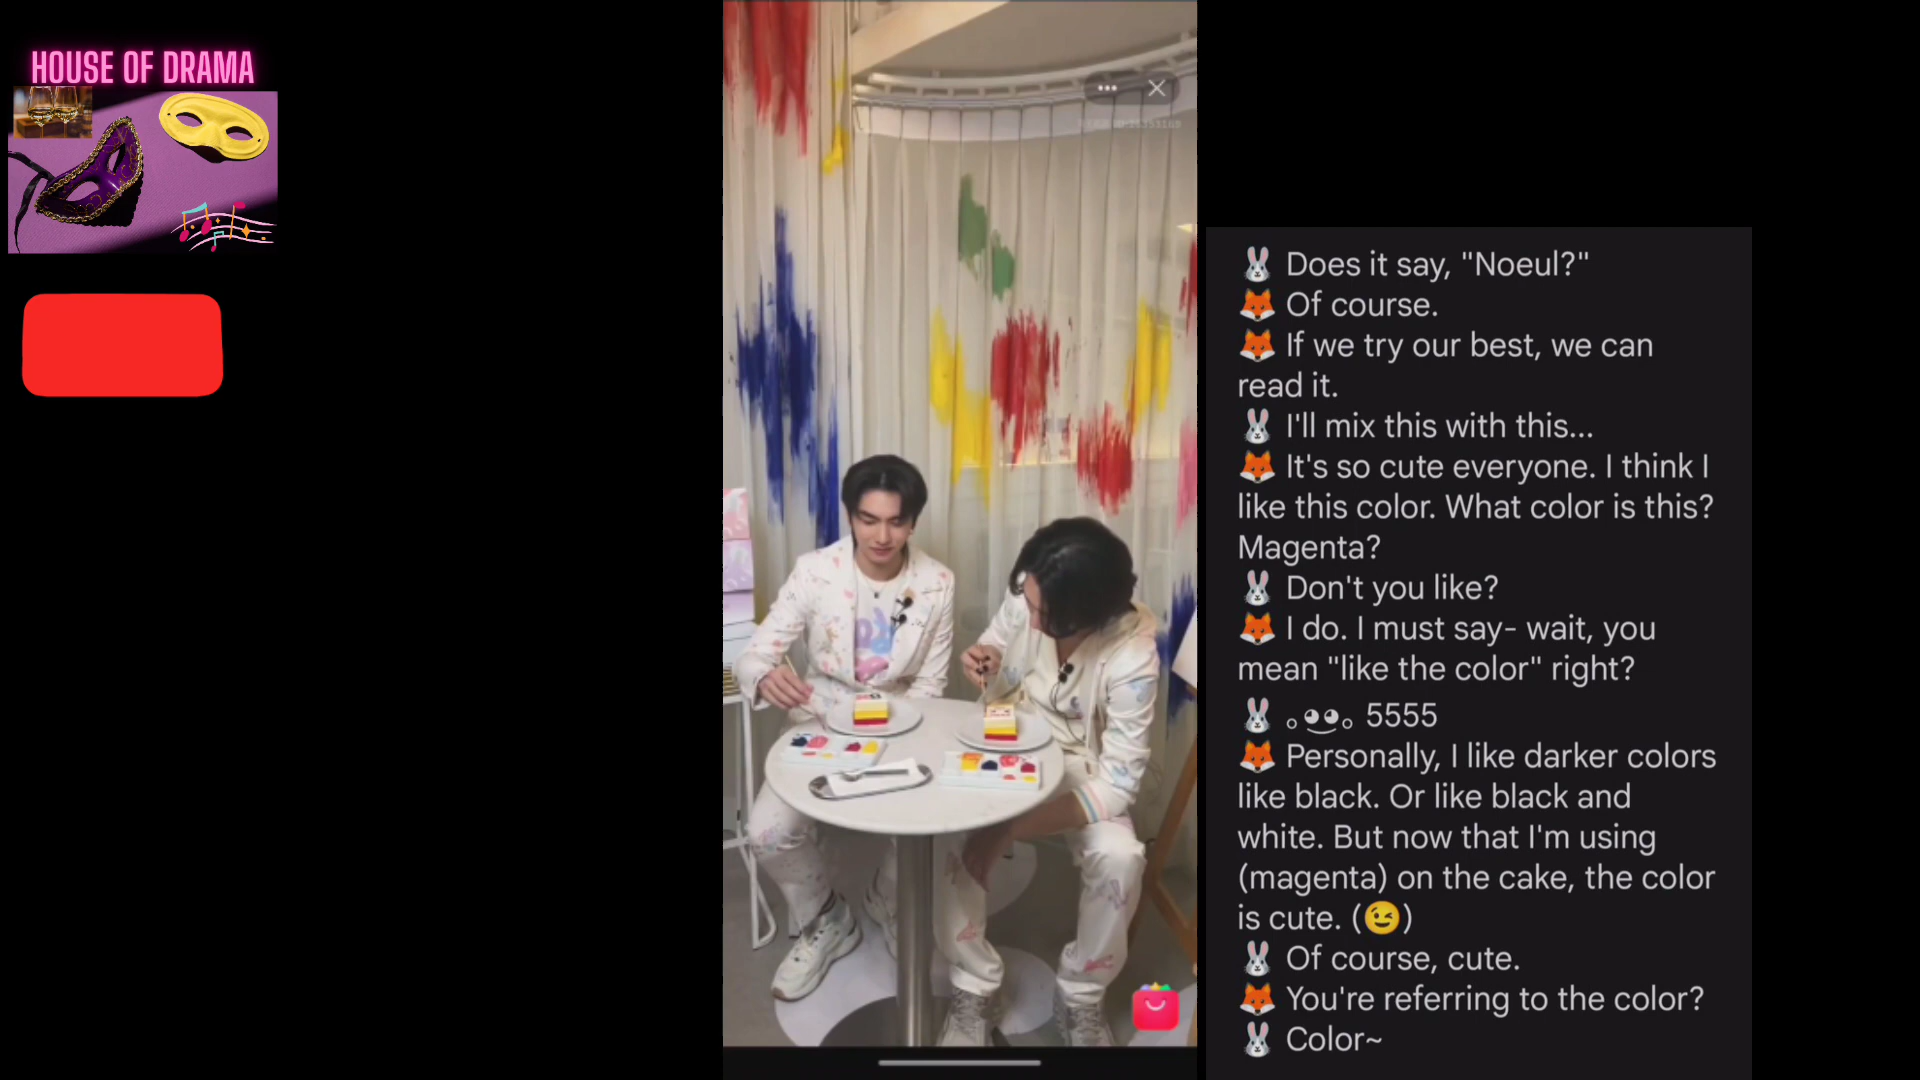 HOUSE OF DRAMA
🐰 Does it say, "Noeul?"
🦊 Of course.
🦊 If we try our best, we can
read it.
🐰 I'll mix this with this...
🦊 It's so cute everyone. I think I
like this color. What color is this?
Magenta?
🐰 Don't you like?
🦊 I do. I must say- wait, you
mean "like the color" right?
🐰 ｡◕‿◕｡ 5555
🦊 Personally, I like darker colors
like black. Or like black and
white. But now that I'm using
(magenta) on the cake, the color
is cute. (😉)
🐰 Of course, cute.
🦊 You're referring to the color?
🐰 Color~